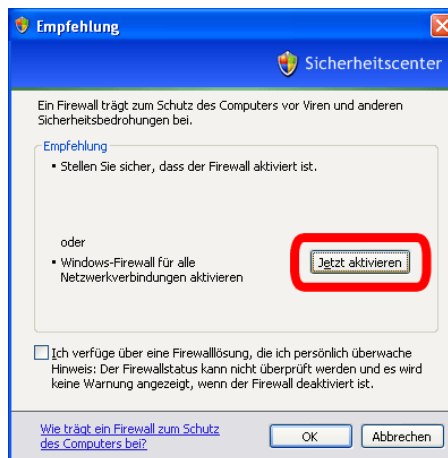 Empfehlung
Sicherheitscenter
Ein Firewall trägt zum Schutz des Computers vor Viren und anderen
Sicherheitsbedrohungen bei.
Empfehlung
▪ Stellen Sie sicher, dass der Firewall aktiviert ist.
oder
▪ Windows-Firewall für alle
Netzwerkverbindungen aktivieren
Jetzt aktivieren
Ich verfüge über eine Firewalllösung, die ich persönlich überwache
Hinweis: Der Firewallstatus kann nicht überprüft werden und es wird
keine Warnung angezeigt, wenn der Firewall deaktiviert ist.
Wie trägt ein Firewall zum Schutz
des Computers bei?
OK
Abbrechen